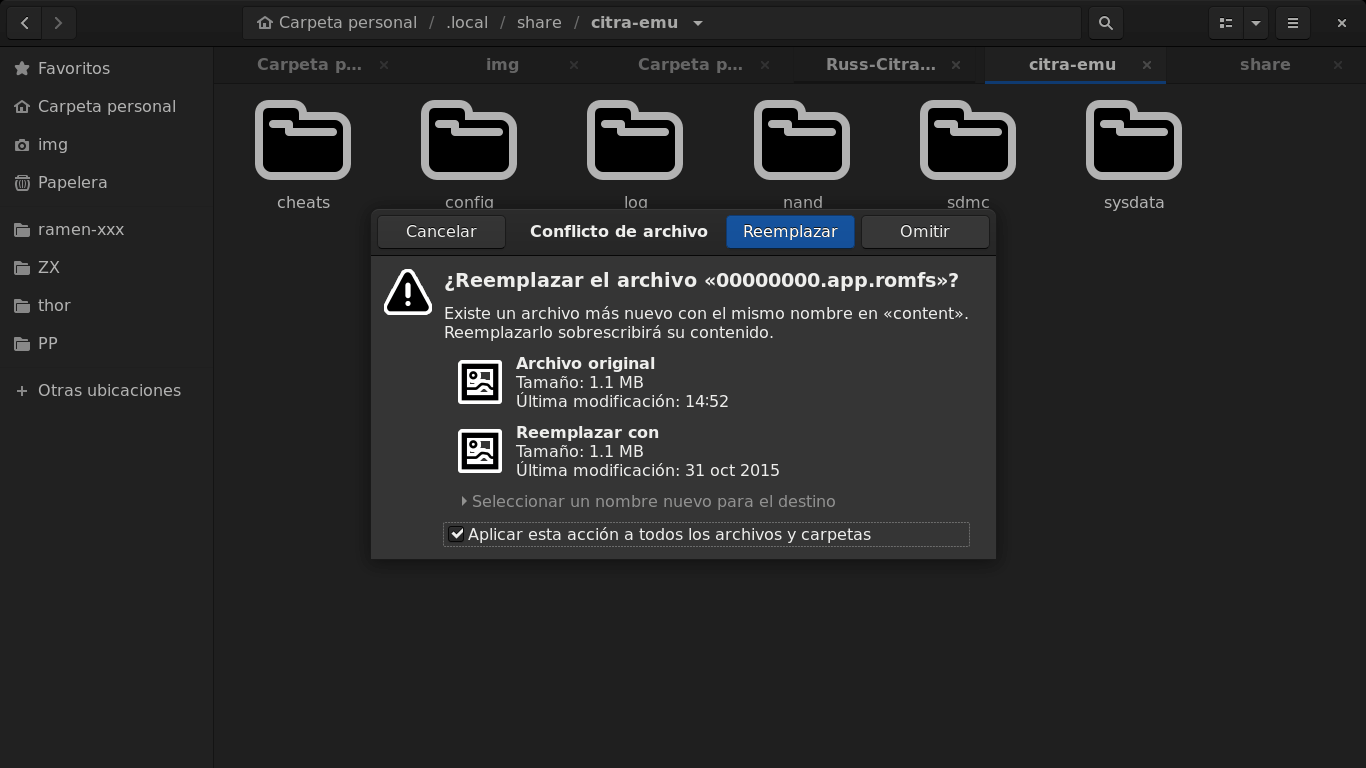 Carpeta personal / .local / share / citra-emu
Favoritos
Carpeta personal
img
Papelera
ramen-xxx
ZX
thor
PP
+ Otras ubicaciones
Carpeta p... × img × Carpeta p... × Russ-Citra... × citra-emu × share ×
cheats config log nand sdmc sysdata
Cancelar Conflicto de archivo Reemplazar Omitir
¿Reemplazar el archivo «00000000.app.romfs»?
Existe un archivo más nuevo con el mismo nombre en «content».
Reemplazarlo sobrescribirá su contenido.
Archivo original
Tamaño: 1.1 MB
Última modificación: 14:52
Reemplazar con
Tamaño: 1.1 MB
Última modificación: 31 oct 2015
Seleccionar un nombre nuevo para el destino
Aplicar esta acción a todos los archivos y carpetas